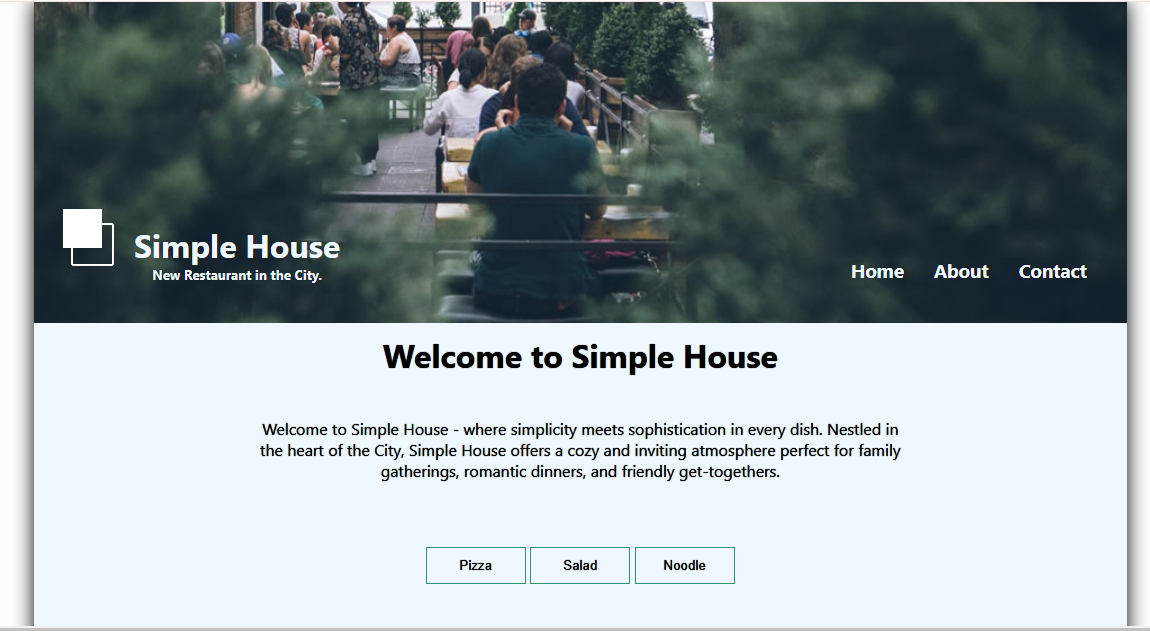 Simple House
New Restaurant in the City.
Home About Contact
Welcome to Simple House
Welcome to Simple House - where simplicity meets sophistication in every dish. Nestled in
the heart of the City, Simple House offers a cozy and inviting atmosphere perfect for family
gatherings, romantic dinners, and friendly get-togethers.
Pizza Salad Noodle